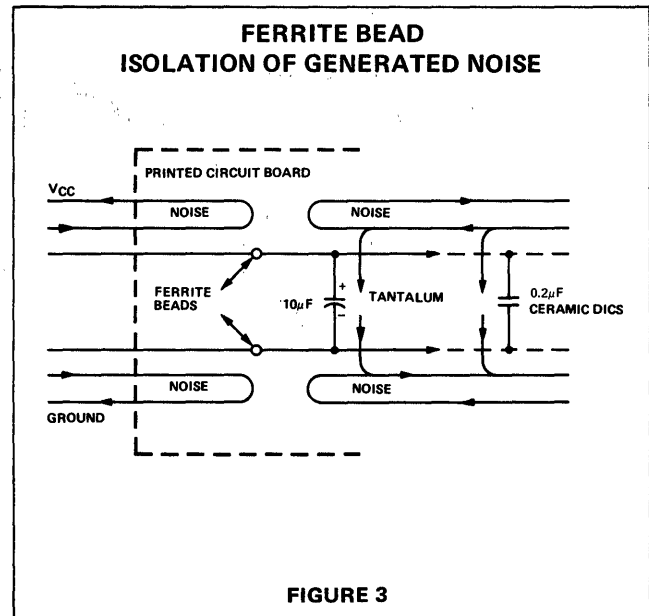 FERRITE BEAD
ISOLATION OF GENERATED NOISE
PRINTED CIRCUIT BOARD
VCC
NOISE
NOISE
FERRITE
BEADS
10µF
+
−
TANTALUM
0.2µF
CERAMIC DICS
NOISE
NOISE
GROUND
FIGURE 3